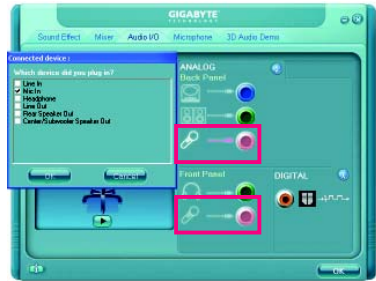 GIGABYTE
TECHNOLOGY
Sound Effect Mixer Audio I/O Microphone 3D Audio Demo
Connected device :
Which device did you plug in?
Line In
Mic In
Headphone
Line Out
Rear Speaker Out
Center/Subwoofer Speaker Out
OK Cancel
ANALOG
Back Panel
Front Panel
DIGITAL
OK